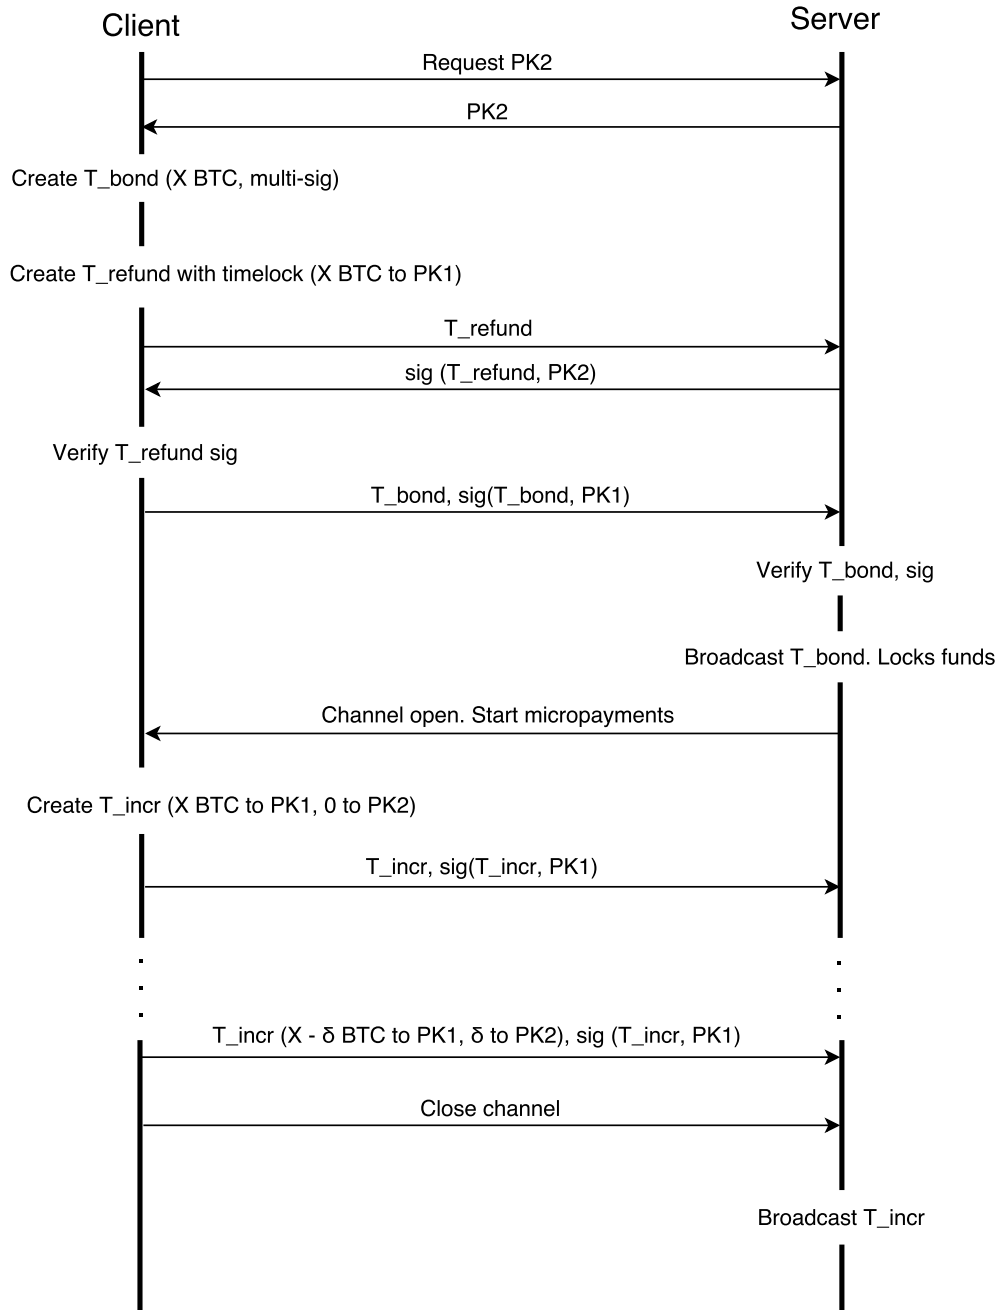 Client
Server
Request PK2
PK2
Create T_bond (X BTC, multi-sig)
Create T_refund with timelock (X BTC to PK1)
T_refund
sig (T_refund, PK2)
Verify T_refund sig
T_bond, sig(T_bond, PK1)
Verify T_bond, sig
Broadcast T_bond. Locks funds
Channel open. Start micropayments
Create T_incr (X BTC to PK1, 0 to PK2)
T_incr, sig(T_incr, PK1)
T_incr (X - δ BTC to PK1, δ to PK2), sig (T_incr, PK1)
Close channel
Broadcast T_incr